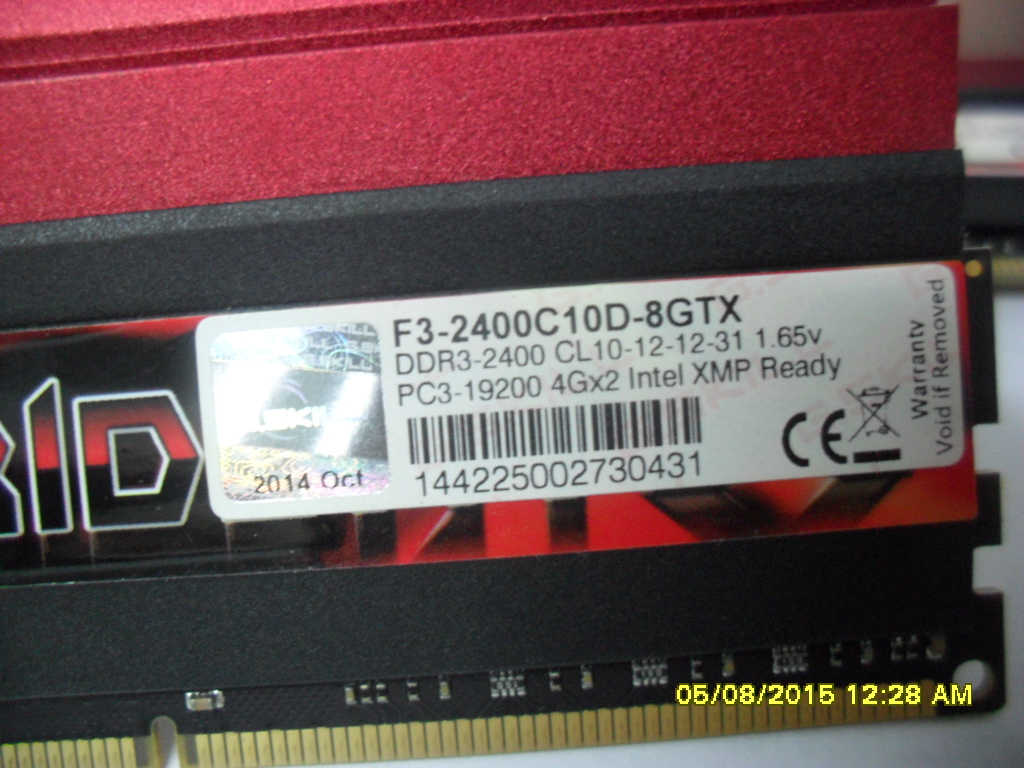 F3-2400C10D-8GTX
DDR3-2400 CL10-12-12-31 1.65v
PC3-19200 4Gx2 Intel XMP Ready
144225002730431
2014 Oct
CE
Warranty
Void if Removed
RID
05/08/2015 12:28 AM